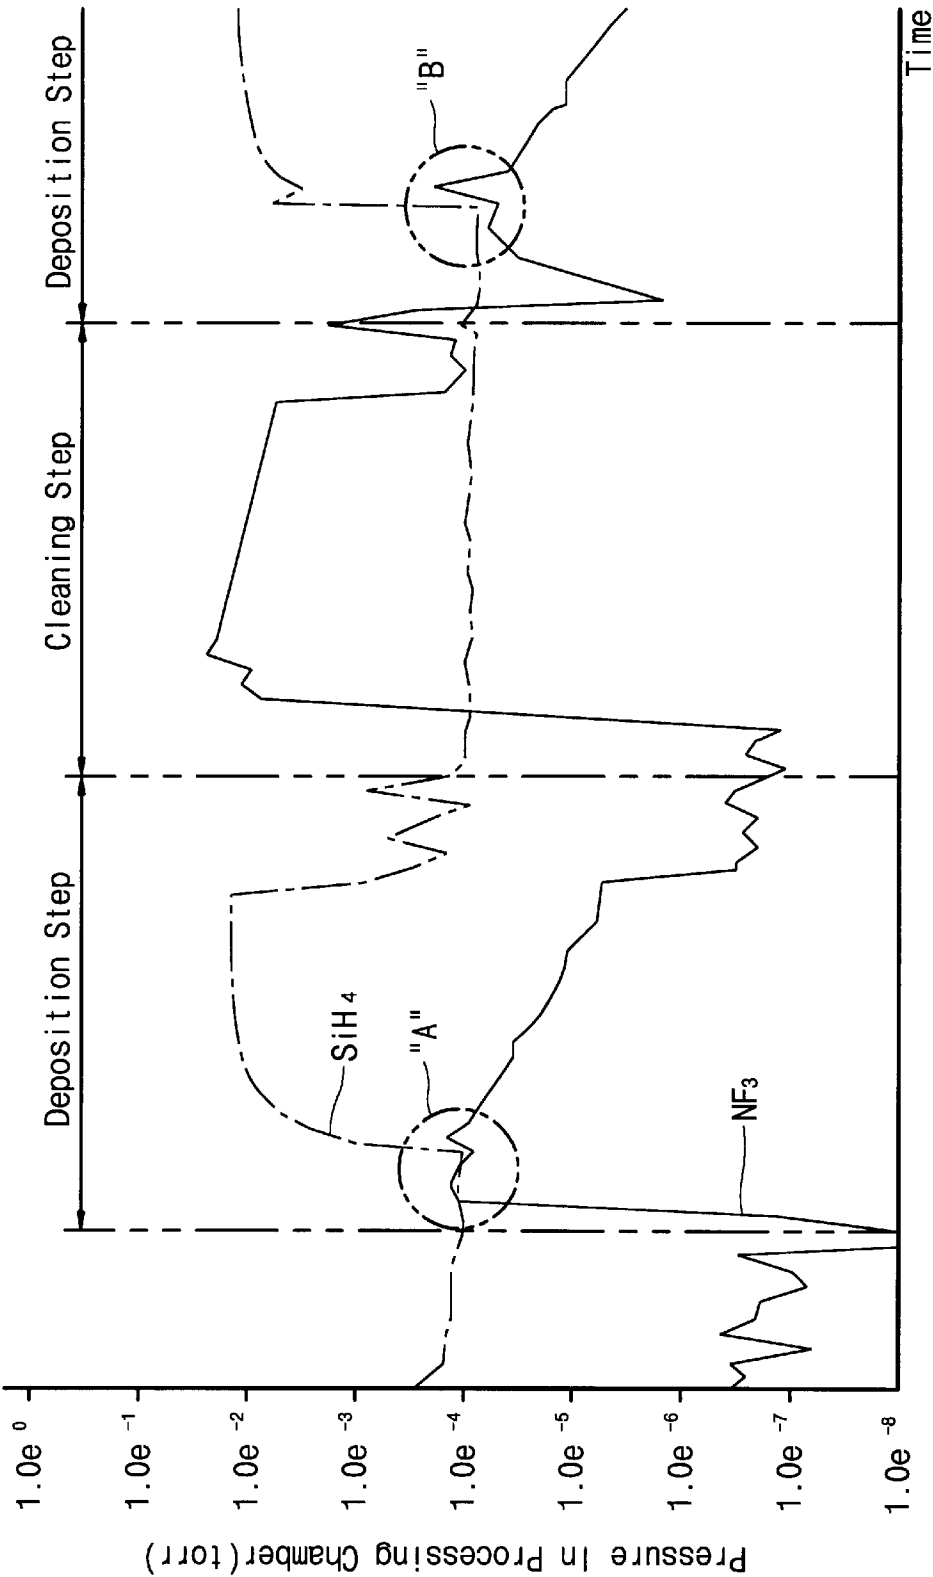 Deposition Step
Cleaning Step
Deposition Step
SiH4
"A"
"B"
NF3
1.0e 0
1.0e -1
1.0e -2
1.0e -3
1.0e -4
1.0e -5
1.0e -6
1.0e -7
1.0e -8
Pressure In Processing Chamber(torr)
Time